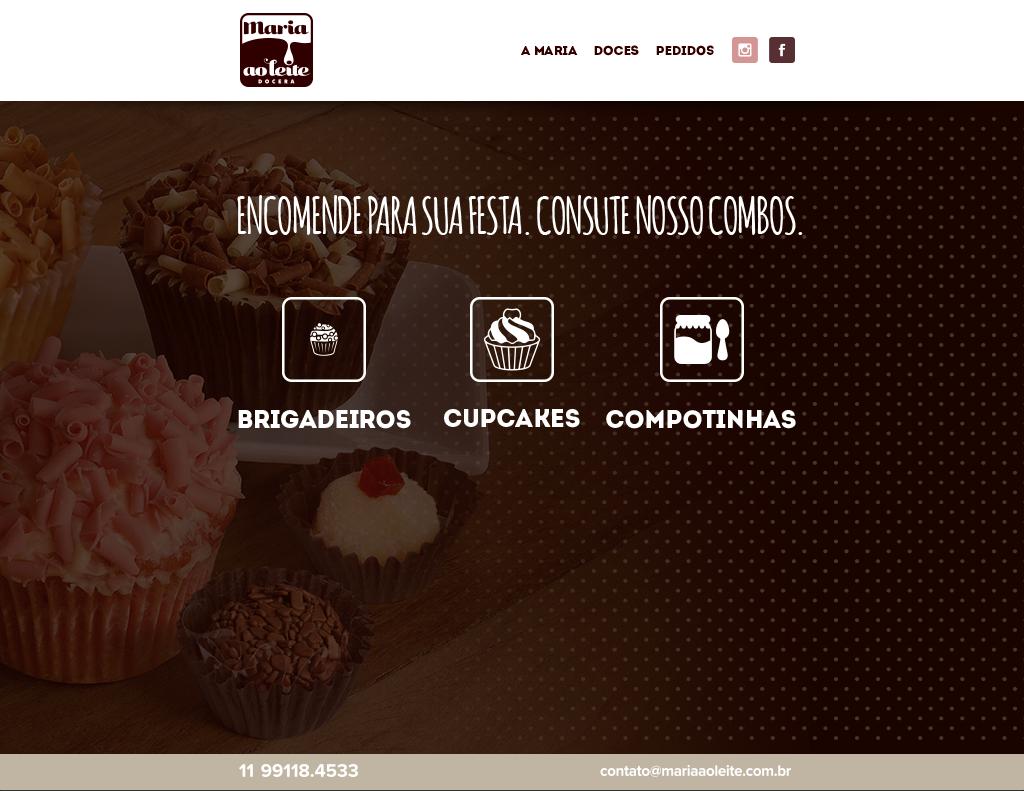 maria
ao leite
DOCERA
A MARIA DOCES PEDIDOS
f
ENCOMENDE PARA SUA FESTA. CONSUTE NOSSO COMBOS.
BRIGADEIROS CUPCAKES COMPOTINHAS
11 99118.4533 contato@mariaaoleite.com.br